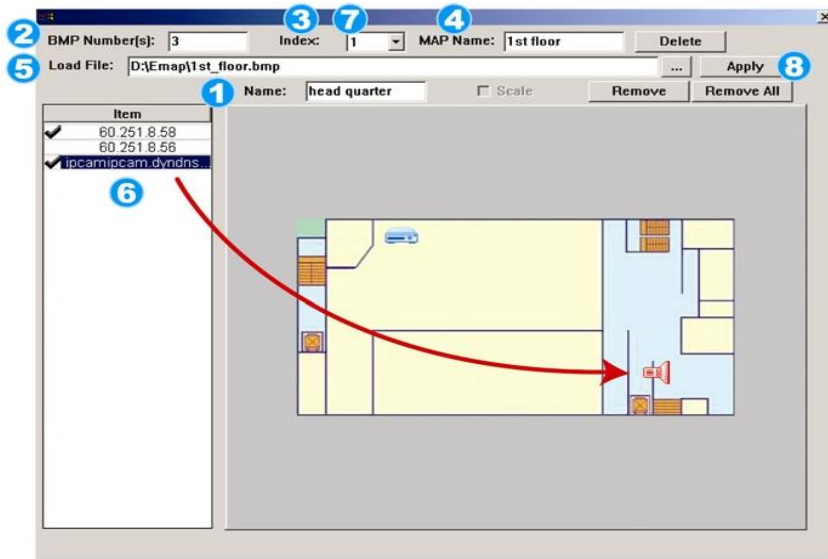 3 7
2 BMP Number(s): 3 Index: 1 4 MAP Name: 1st floor Delete
5 Load File: D:\Emap\1st_floor.bmp ... Apply 8
1 Name: head quarter Scale Remove Remove All
Item
60.251.8.58
60.251.8.56
ipcamipcam.dyndns...
6